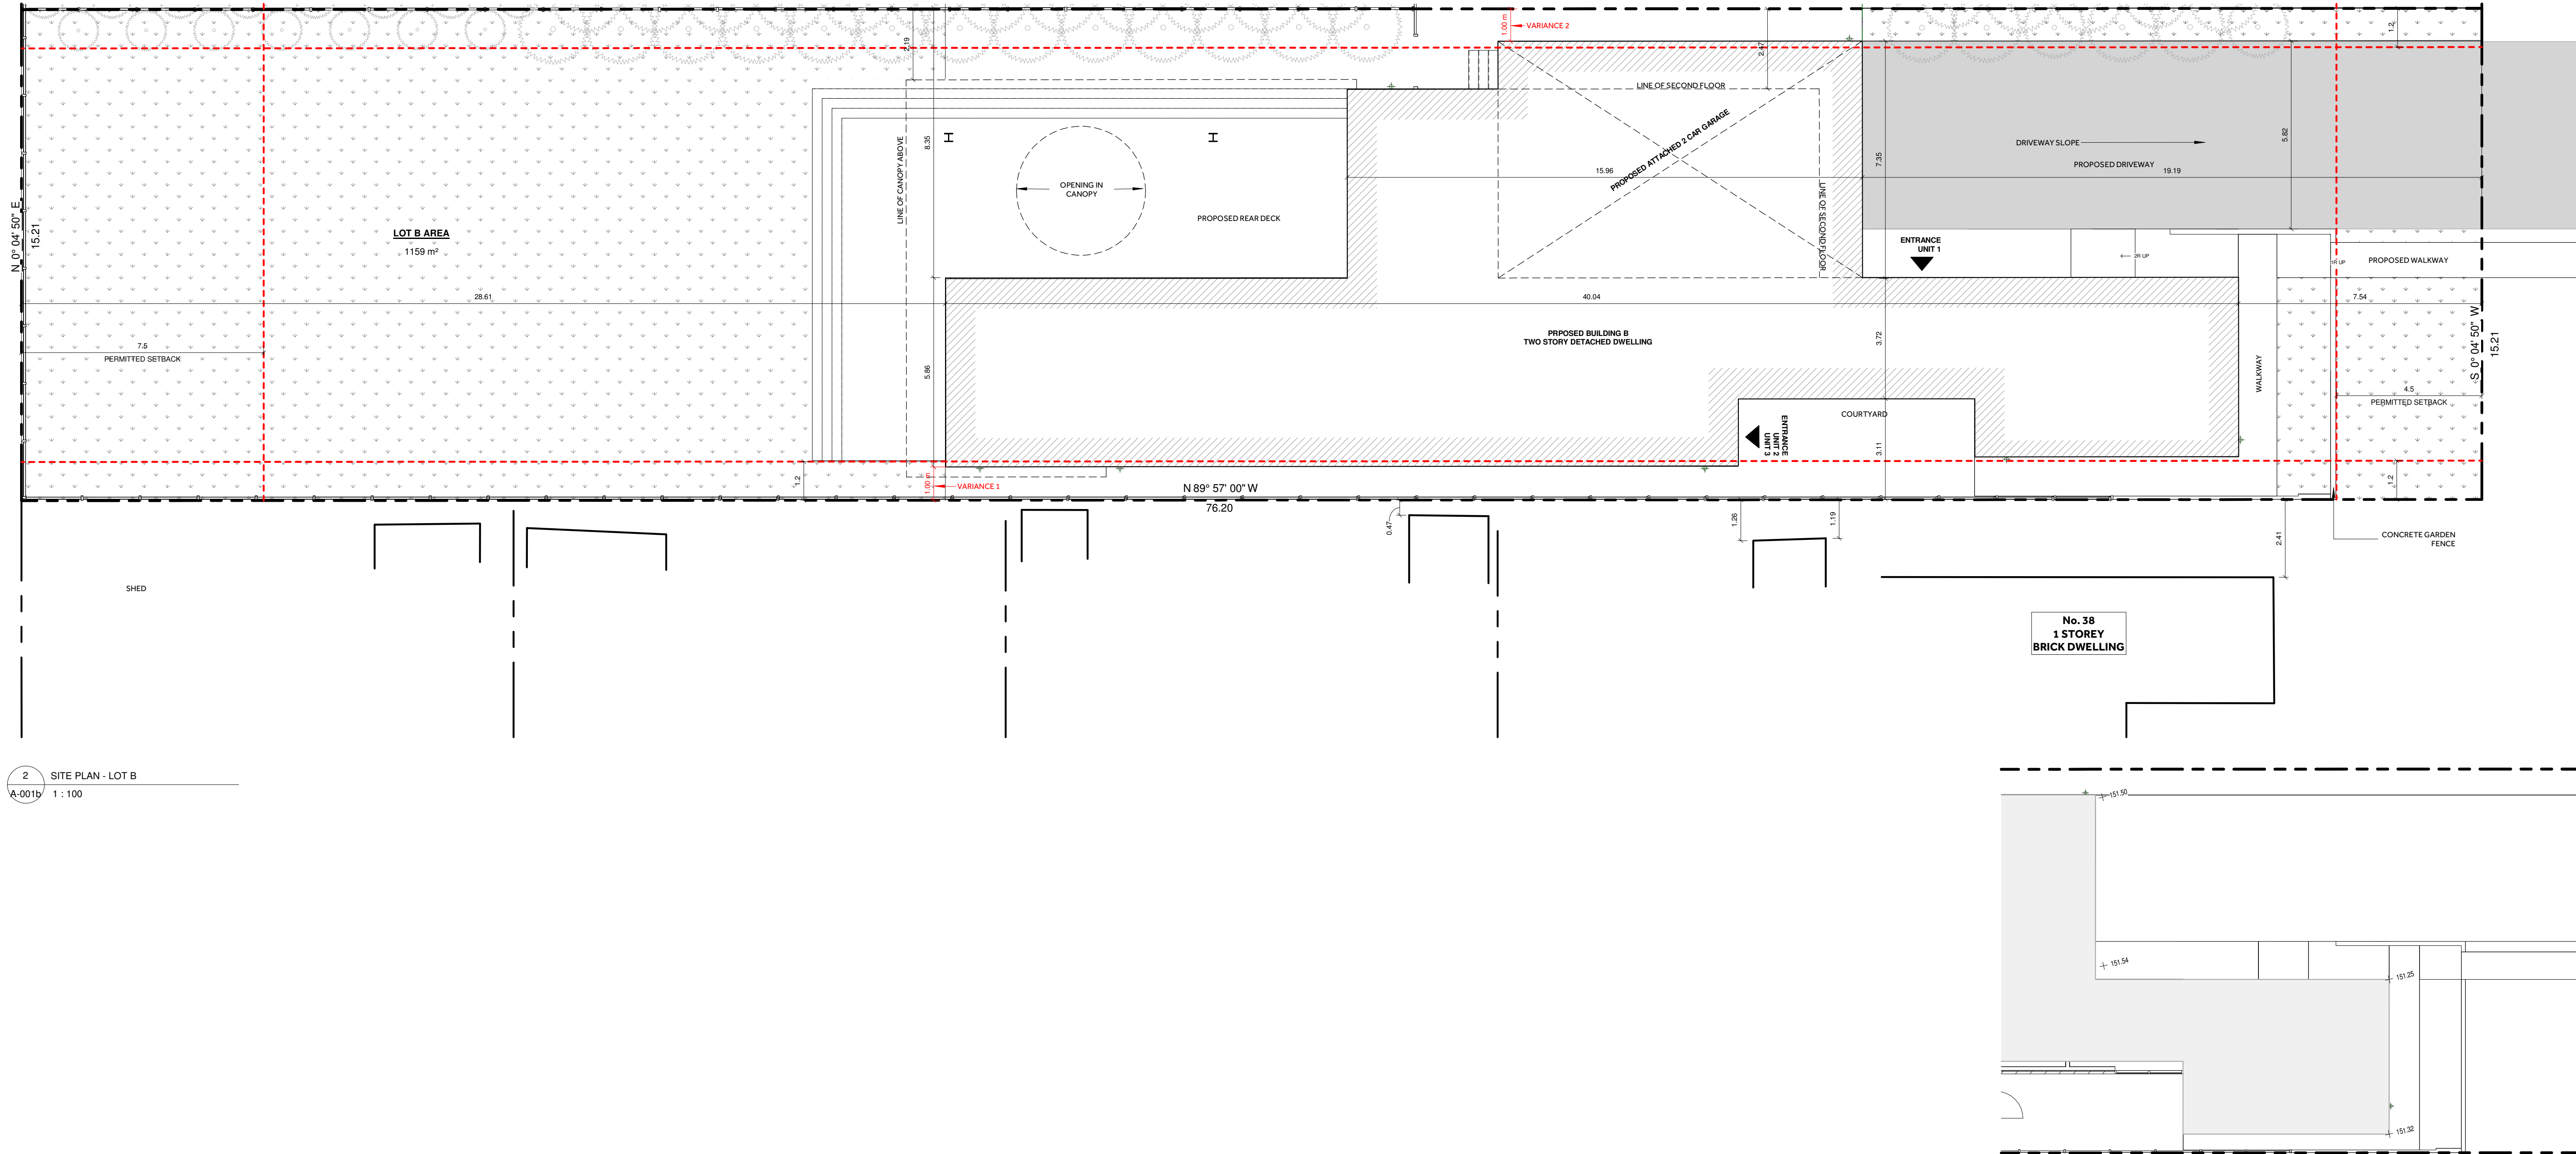 1.00 m
VARIANCE 2
1.2
2.19
2.47
LINE OF SECOND FLOOR
PROPOSED ATTACHED 2 CAR GARAGE
LINE OF SECOND FLOOR
LINE OF CANOPY ABOVE
8.35
OPENING IN
CANOPY
PROPOSED REAR DECK
15.96
7.35
DRIVEWAY SLOPE
PROPOSED DRIVEWAY
19.19
5.82
N 0° 04' 50" E
15.21
LOT B AREA
1159 m²
ENTRANCE
UNIT 1
2R UP
1R UP
PROPOSED WALKWAY
28.61
40.04
7.54
7.5
PERMITTED SETBACK
5.86
PRPOSED BUILDING B
TWO STORY DETACHED DWELLING
3.72
WALKWAY
S 0° 04' 50" W
15.21
4.5
PERMITTED SETBACK
COURTYARD
ENTRANCE
UNIT 2
UNIT 3
3.11
1.2
1.00 m
VARIANCE 1
1.2
N 89° 57' 00" W
76.20
0.47
1.26
1.19
2.41
CONCRETE GARDEN
FENCE
SHED
No. 38
1 STOREY
BRICK DWELLING
2
SITE PLAN - LOT B
A-001b
1 : 100
151.50
151.54
151.25
151.32